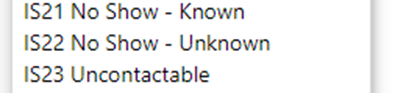 IS21 No Show - Known
IS22 No Show - Unknown
IS23 Uncontactable